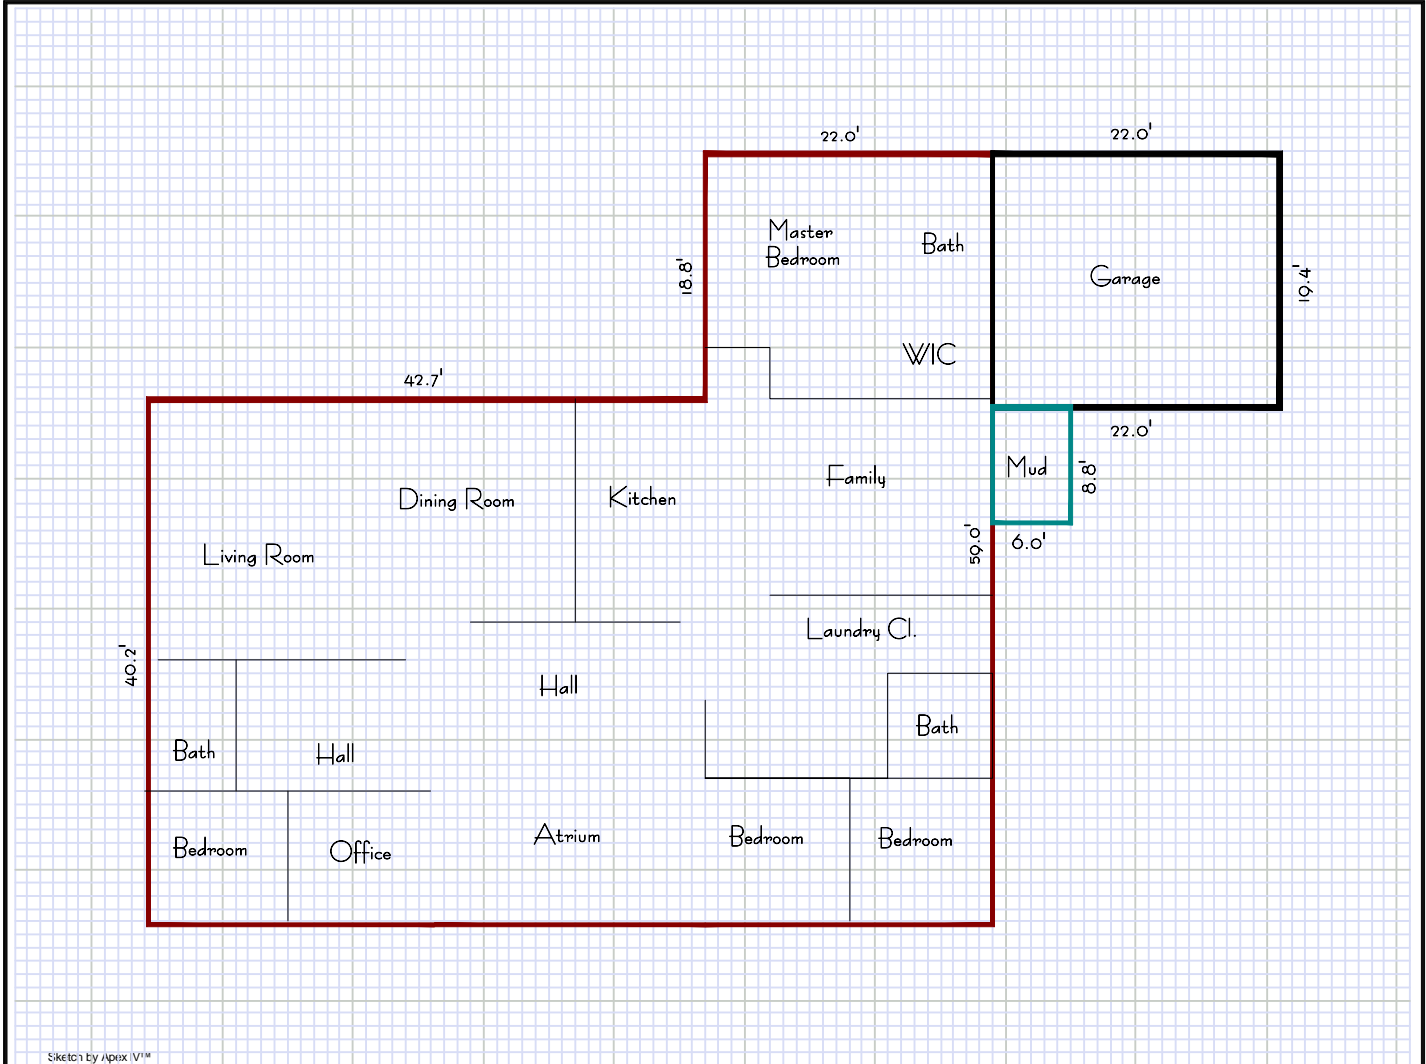 22.0'
22.0'
Master
Bedroom
Bath
Garage
18.8'
19.4'
WIC
42.7'
22.0'
Mud
8.8'
Family
Dining Room
Kitchen
Living Room
59.0'
6.0'
Laundry Cl.
40.2'
Hall
Bath
Bath
Hall
Atrium
Bedroom
Bedroom
Bedroom
Office
Sketch by Apex IV™